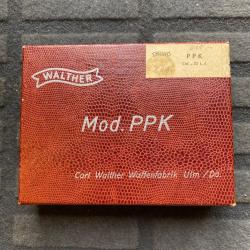 WALTHER
PPK
Mod. PPK
Carl Walther Waffenfabrik Ulm/Do.